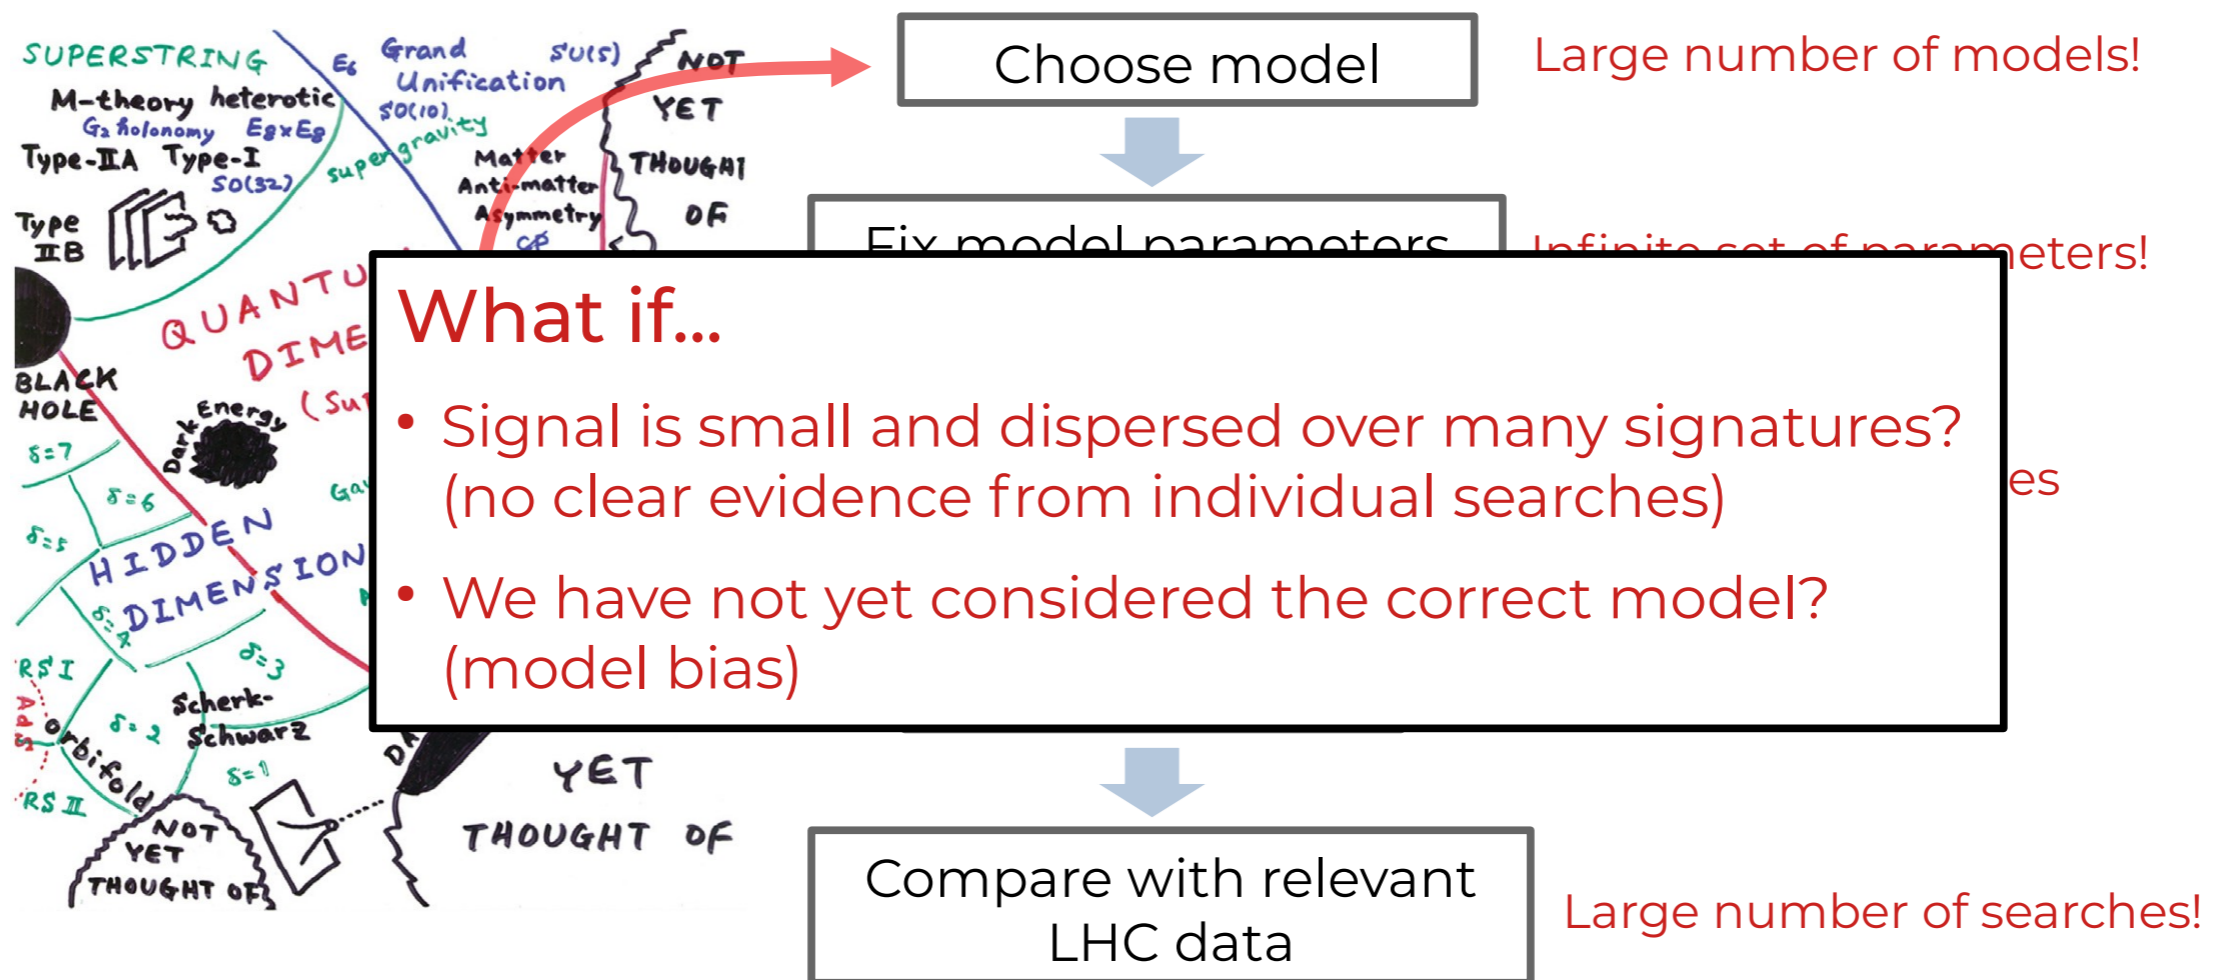 SUPERSTRING
M-theory heterotic
G₂ holonomy E₈×E₈
Type-IIA Type-I
SO(32)
Type
IIB
E₆ Grand
Unification
SU(5)
SO(10)
supergravity
Matter
Anti-matter
Asymmetry
CP
NOT
YET
THOUGHT
OF
BLACK
HOLE
Dark Energy
δ=7
δ=6
δ=5
HIDDEN
DIMENSION
δ=4
δ=3
RS I
AdS
δ=2
Scherk-
Schwarz
orbifold
δ=1
RS II
NOT
YET
THOUGHT OF
YET
THOUGHT OF
Choose model
Large number of models!
Fix model parameters
Infinite set of parameters!
What if...
• Signal is small and dispersed over many signatures?
(no clear evidence from individual searches)
• We have not yet considered the correct model?
(model bias)
Compare with relevant
LHC data
Large number of searches!